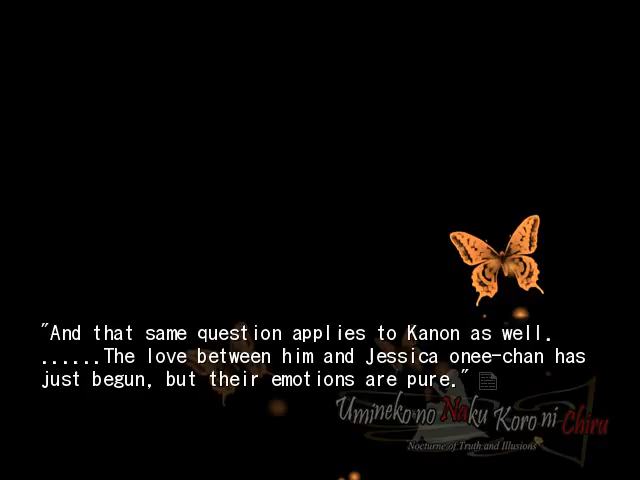 "And that same question applies to Kanon as well.
......The love between him and Jessica onee-chan has
just begun, but their emotions are pure."
Umineko no Naku Koro ni Chiru
Nocturne of Truth and Illusions